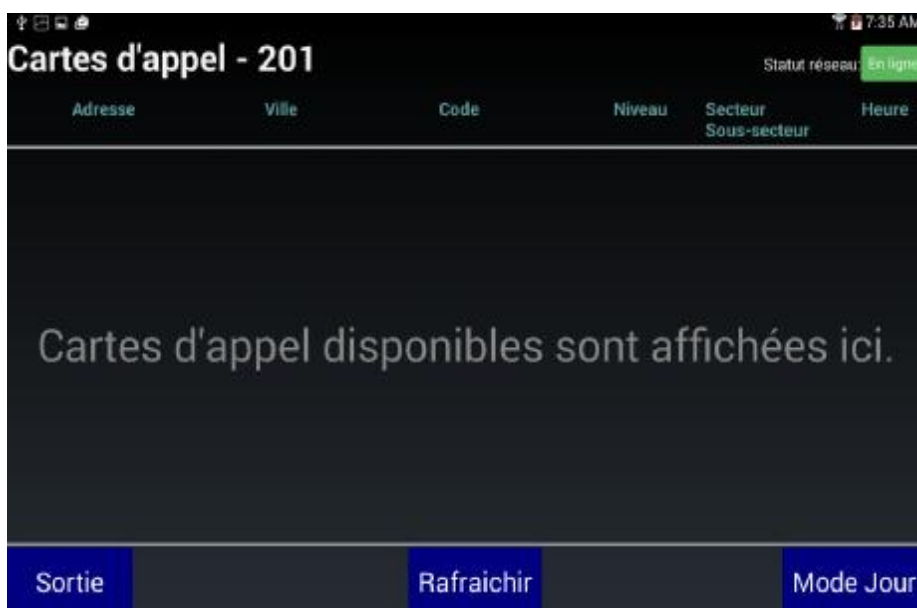 7:35 AM
Cartes d'appel - 201
Statut réseau: En ligne
Adresse Ville Code Niveau Secteur Heure
Sous-secteur
Cartes d'appel disponibles sont affichées ici.
Sortie Rafraichir Mode Jour